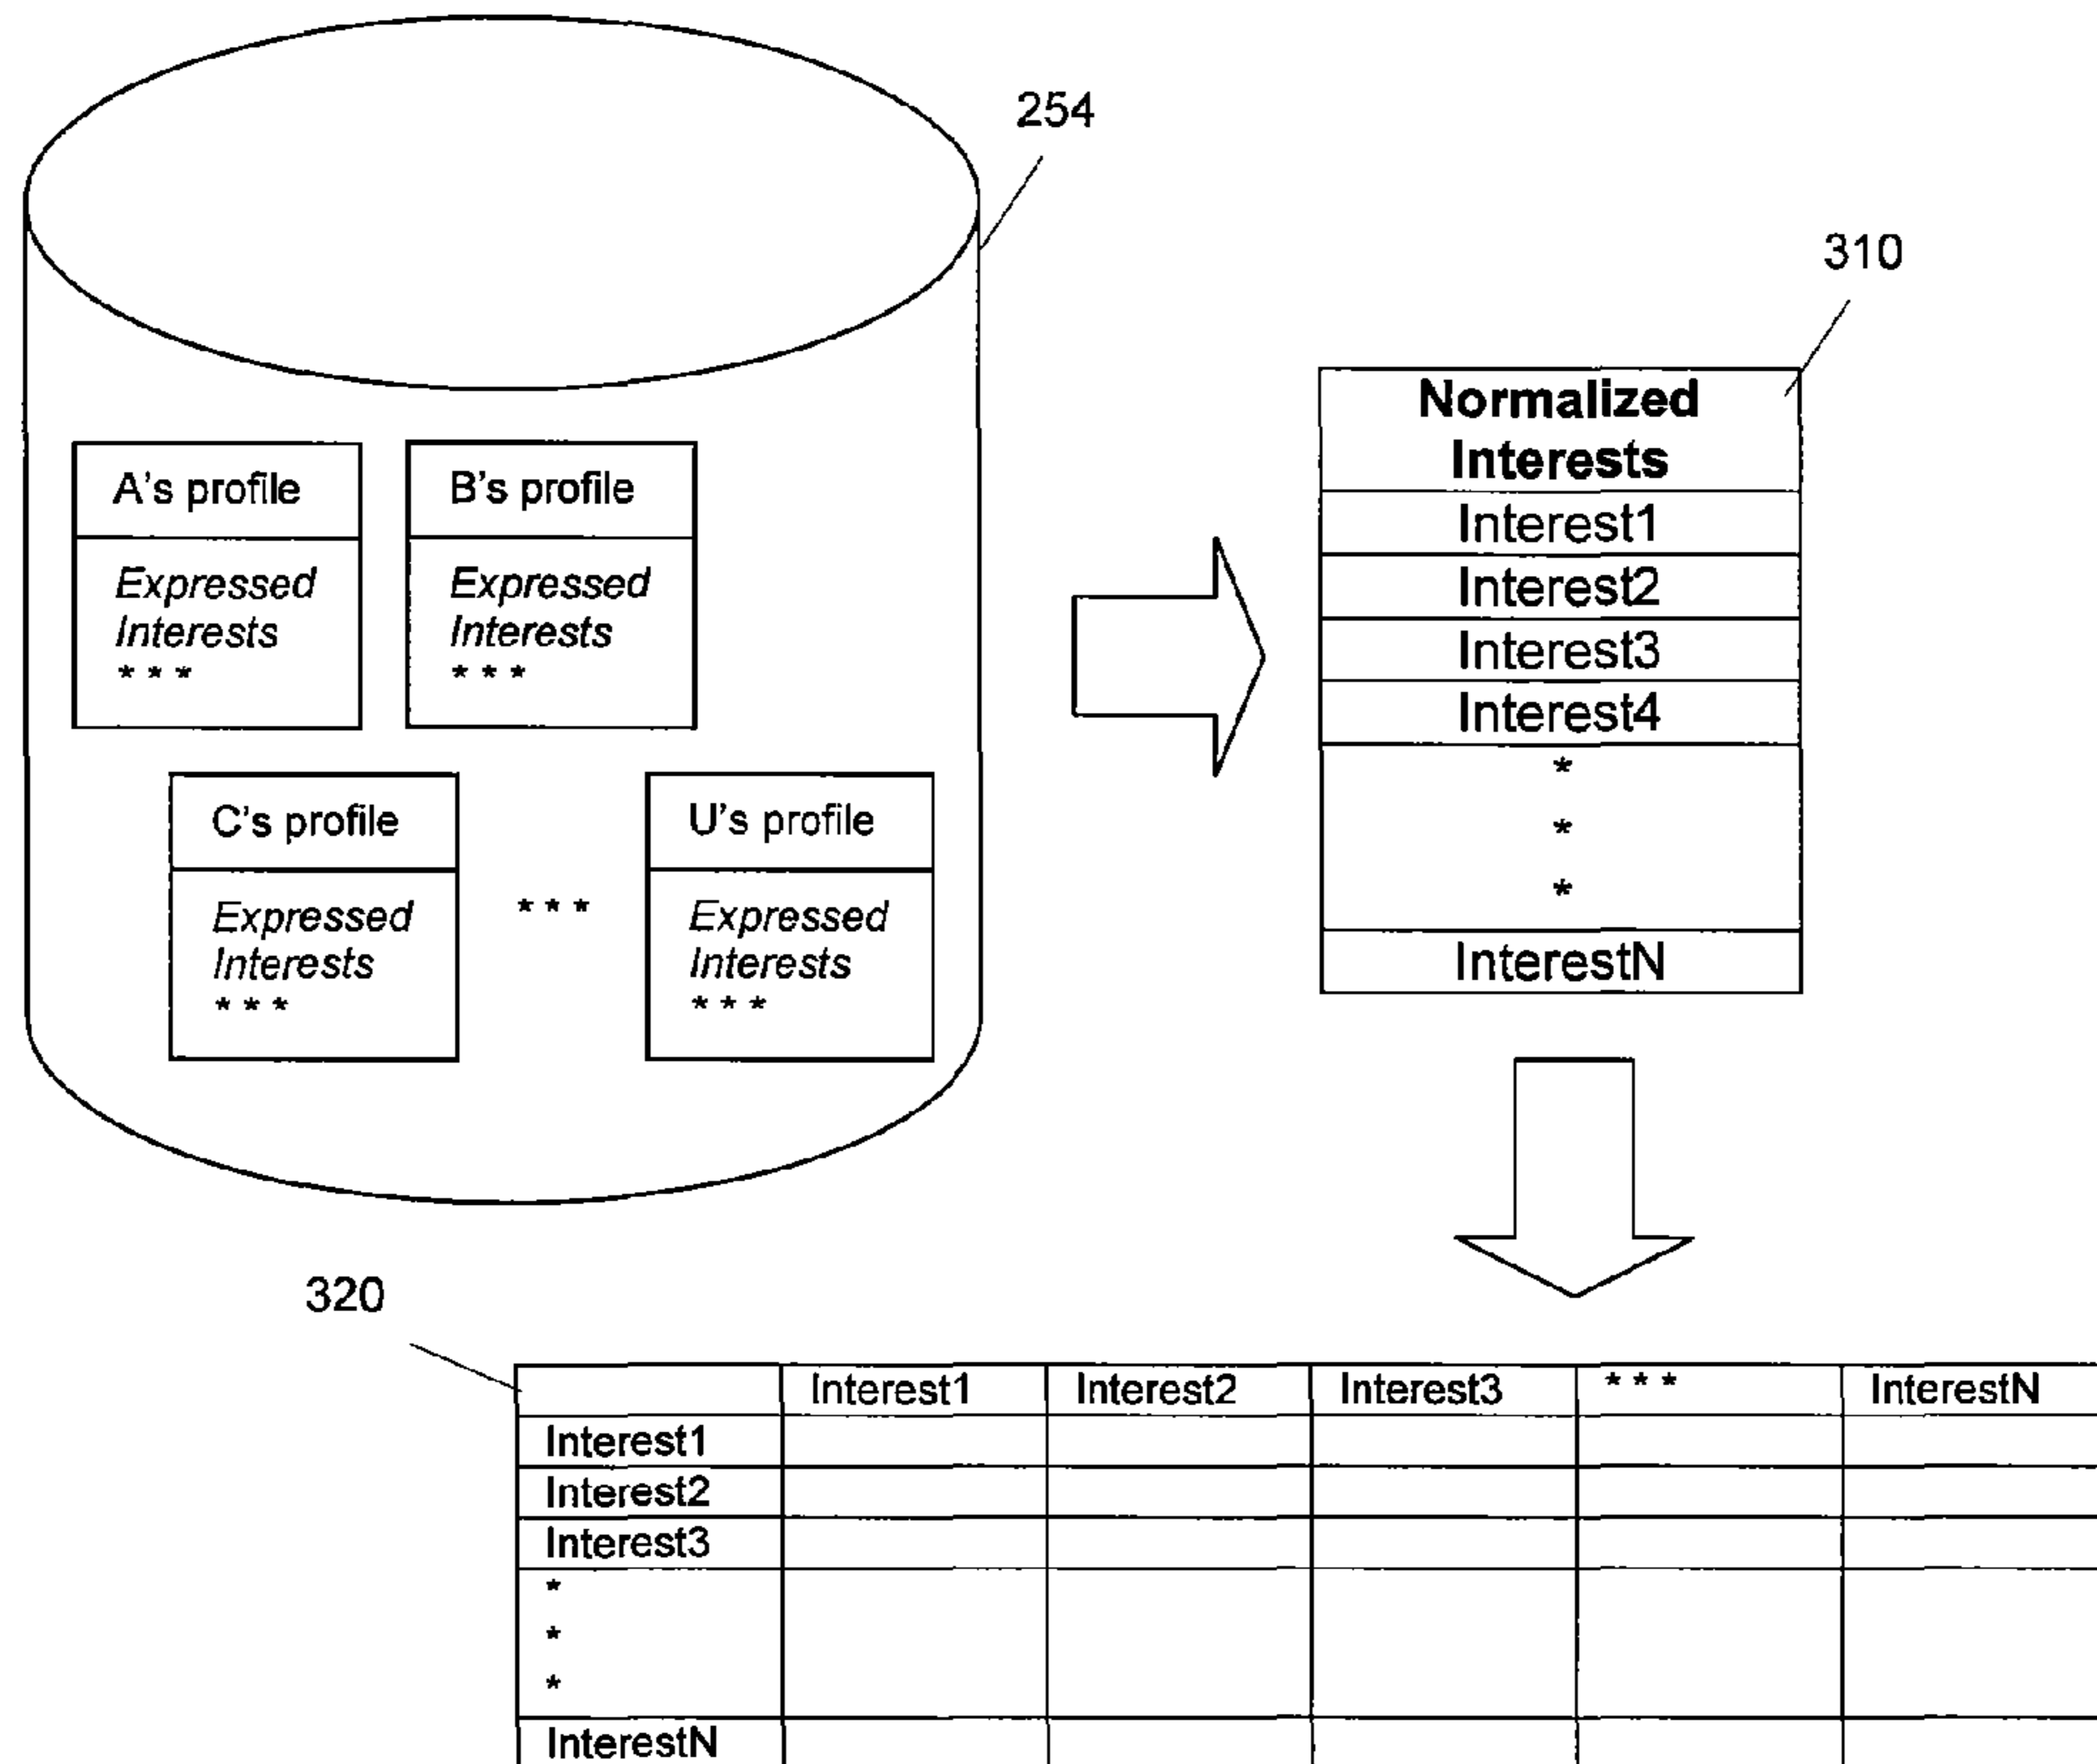 254
310
A's profile
B's profile
Expressed
Interests
* * *
Expressed
Interests
* * *
C's profile
U's profile
Expressed
Interests
* * *
* * *
Expressed
Interests
* * *
Normalized
Interests
Interest1
Interest2
Interest3
Interest4
*
*
*
InterestN
320
Interest1 Interest2 Interest3 * * * InterestN
Interest1
Interest2
Interest3
*
*
*
InterestN